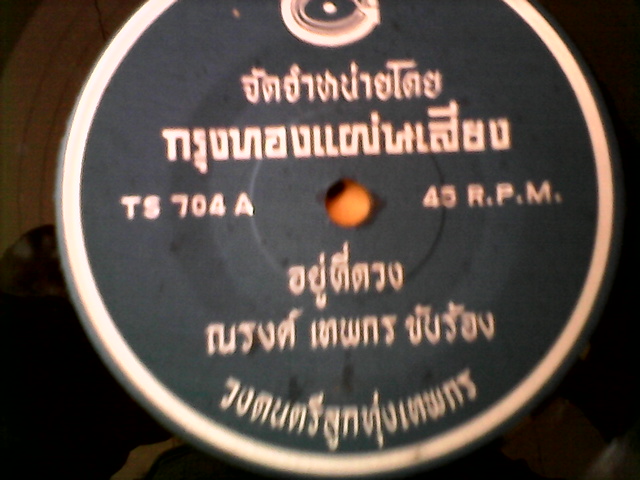 จัดจำหน่ายโดย
กรุงทองแผ่นเสียง
TS 704 A 45 R.P.M.
อยู่ที่ดวง
ณรงค์ เทพกร ขับร้อง
วงดนตรีลูกทุ่งเทพกร